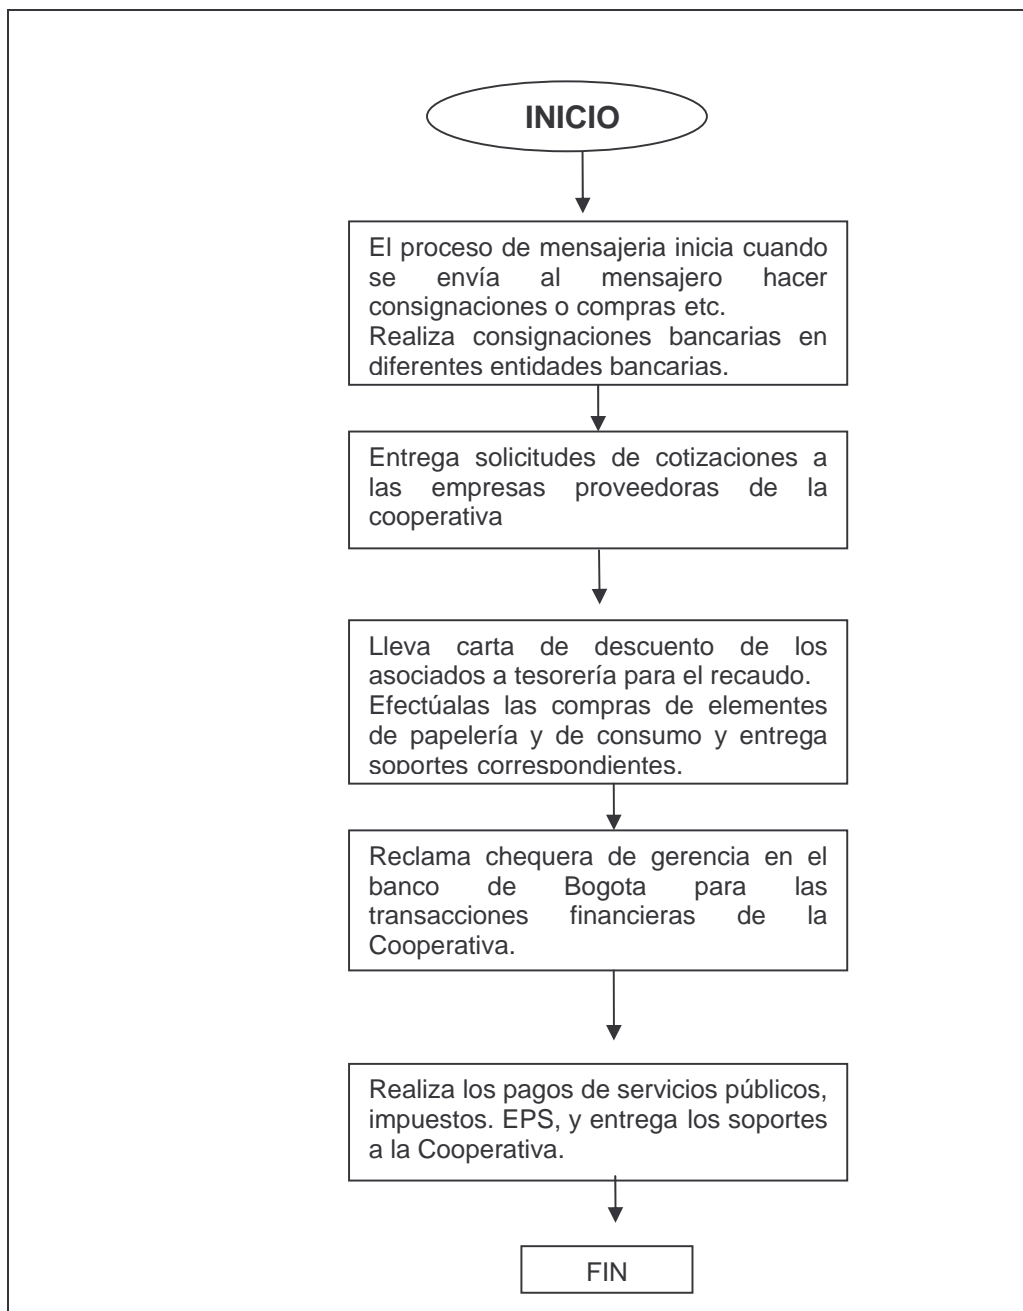 INICIO
El proceso de mensajeria inicia cuando
se envía al mensajero hacer
consignaciones o compras etc.
Realiza consignaciones bancarias en
diferentes entidades bancarias.
Entrega solicitudes de cotizaciones a
las empresas proveedoras de la
cooperativa
Lleva carta de descuento de los
asociados a tesorería para el recaudo.
Efectúalas las compras de elementes
de papelería y de consumo y entrega
soportes correspondientes.
Reclama chequera de gerencia en el
banco de Bogota para las
transacciones financieras de la
Cooperativa.
Realiza los pagos de servicios públicos,
impuestos. EPS, y entrega los soportes
a la Cooperativa.
FIN